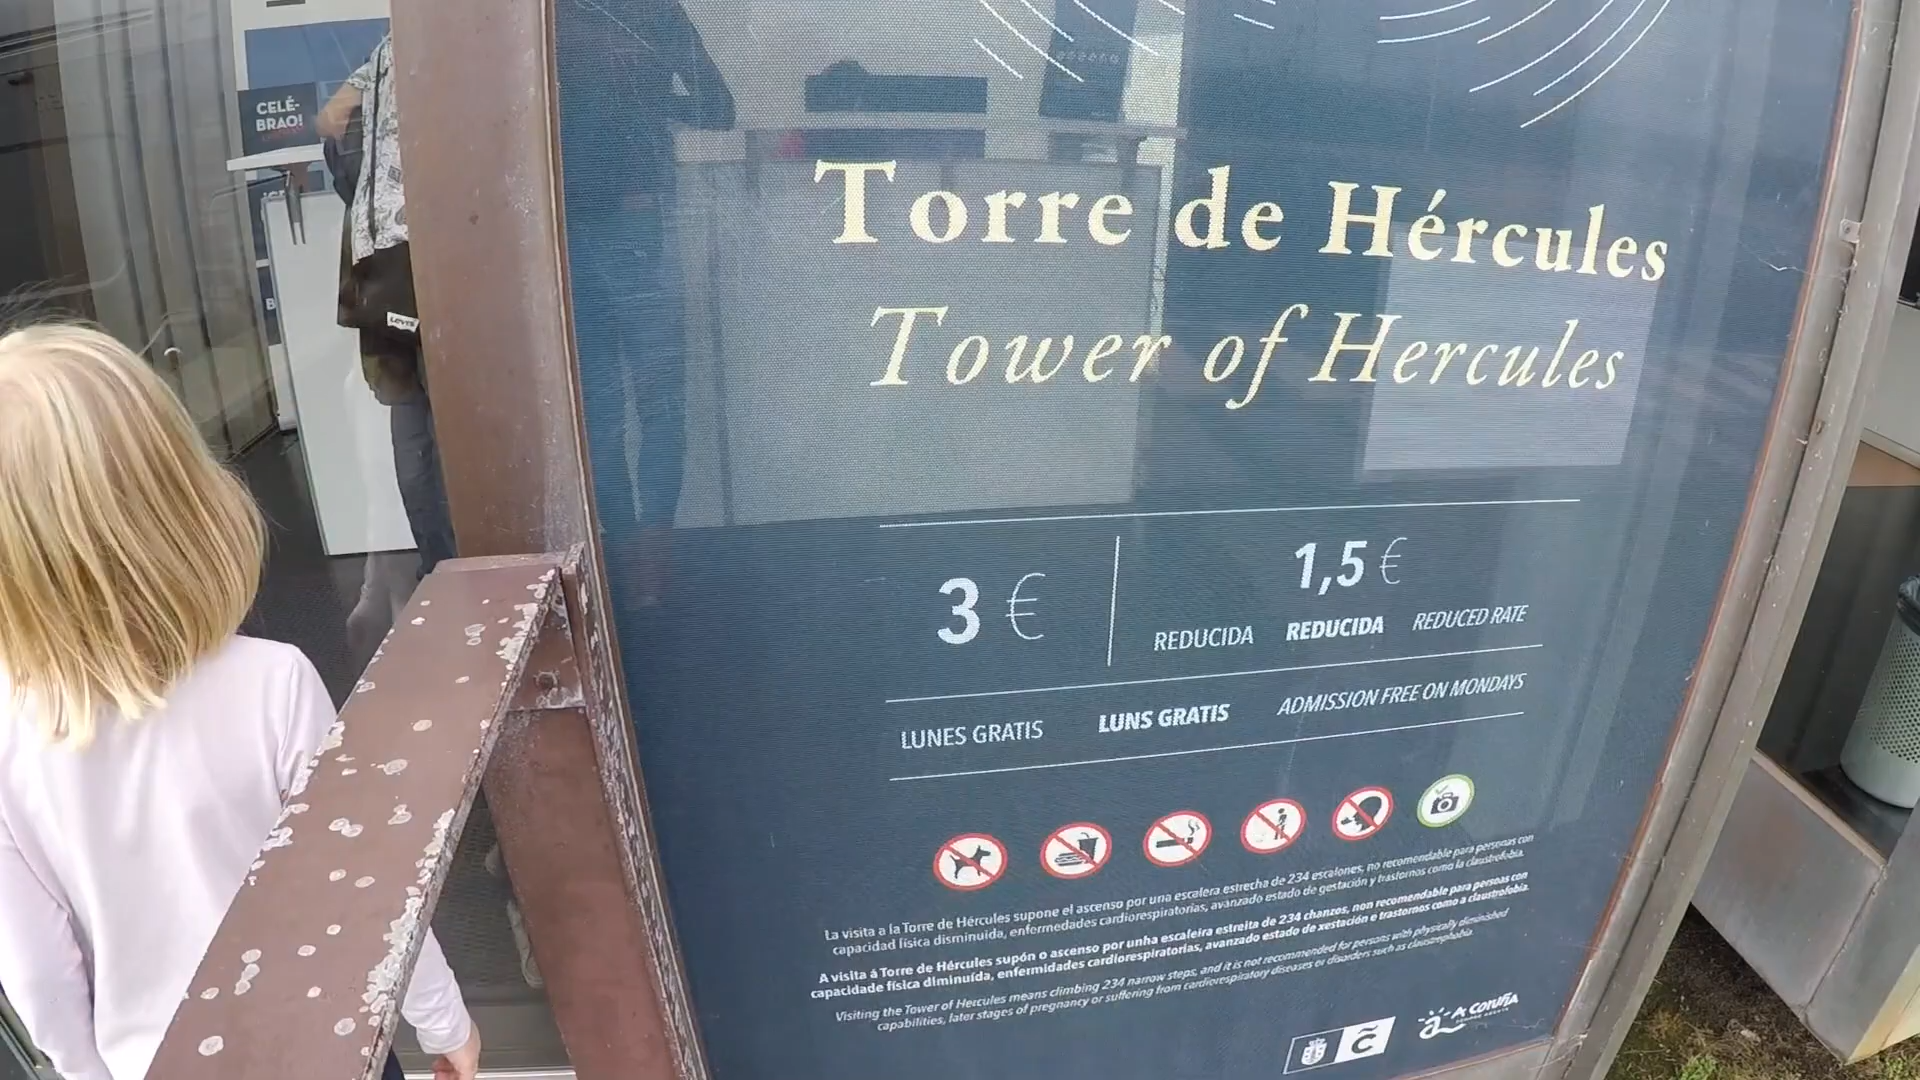 CELÉ-
BRAO!
Levi's
Torre de Hércules
Tower of Hercules
3 €
1,5 €
REDUCIDA REDUCIDA REDUCED RATE
LUNES GRATIS LUNS GRATIS ADMISSION FREE ON MONDAYS
La visita a la Torre de Hércules supone el ascenso por una escalera estrecha de 234 escalones, no recomendable para personas con
capacidad física disminuida, enfermedades cardiorespiratorias, avanzado estado de gestación y trastornos como la claustrofobia.
A visita á Torre de Hércules supón o ascenso por unha escaleira estreita de 234 chanzos, non recomendable para persoas con
capacidade física diminuída, enfermidades cardiorespiratorias, avanzado estado de xestación e trastornos como a claustrofobia.
Visiting the Tower of Hercules means climbing 234 narrow steps, and it is not recommended for persons with physically diminished
capabilities, later stages of pregnancy or suffering from cardiorespiratory diseases or disorders such as claustrophobia.
A Coruña